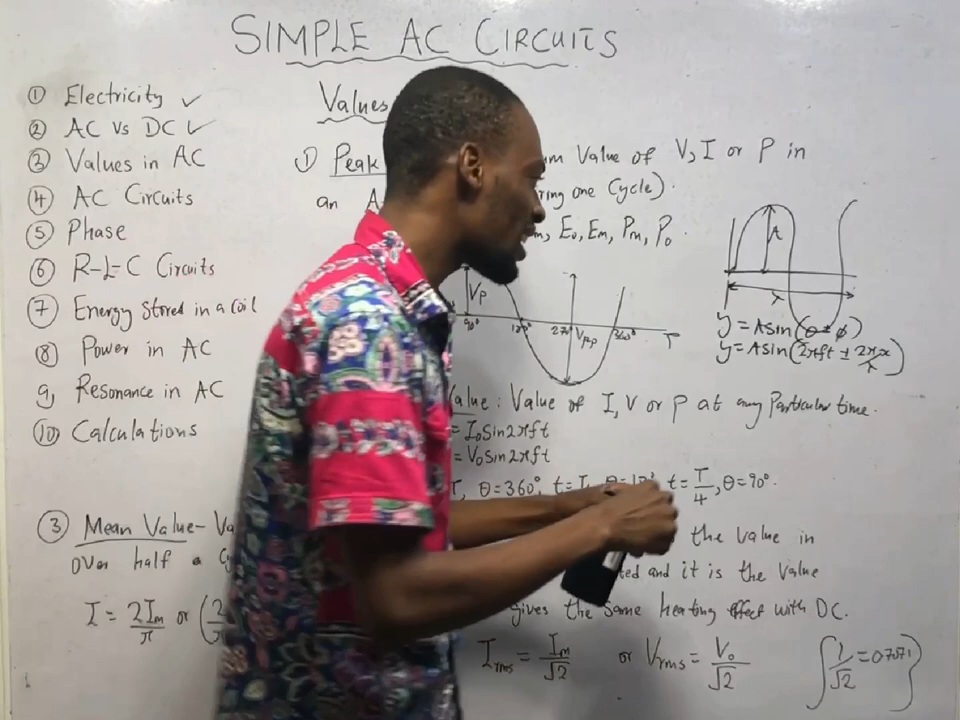 SIMPLE AC CIRCUITS
① Electricity ✓
② AC Vs DC ✓
③ Values in AC
④ AC Circuits
⑤ Phase
⑥ R-L-C Circuits
⑦ Energy Stored in a Coil
⑧ Power in AC
9, Resonance in AC
⑩ Calculations
③ Mean Value - Va
Over half a Cy
I = 2Im/π or (2/π
Values
① Peak um Value of V, I or P in
an A ring one Cycle).
m, E₀, Em, Pm, P₀.
Vp
90° 180° 270 Vp-p 360° T
A
λ
y = Asin(θ ± φ)
y = Asin(2πft ± 2πx/λ)
alue: Value of I, V or P at any Particular time.
= I₀Sin2πft
= V₀Sin2πft
T, θ=360°, t= t = T/4, θ=90°.
the Value in
ted and it is the Value
gives the Same heating effect with DC.
Irms = Im/√2 or Vrms = V₀/√2 {1/√2 = 0.7071}